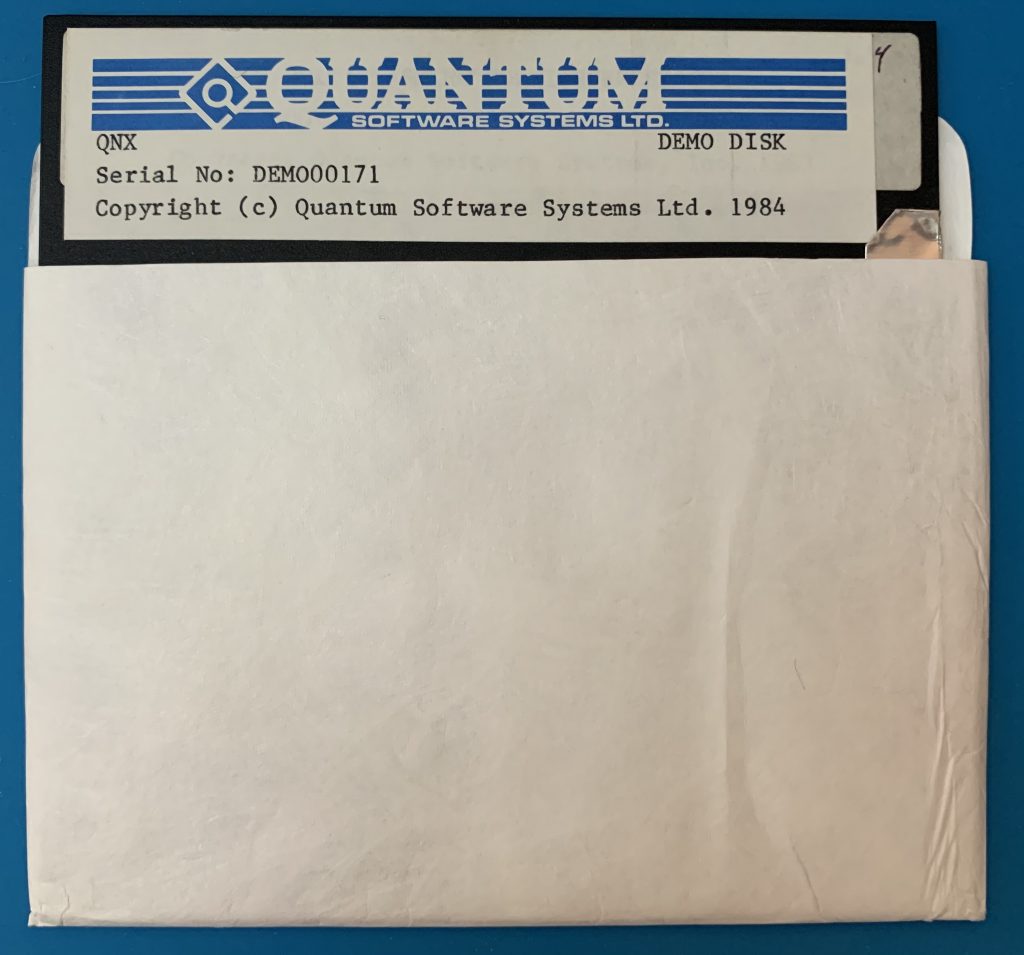 QUANTUM
SOFTWARE SYSTEMS LTD.
QNX DEMO DISK
Serial No: DEMO00171
Copyright (c) Quantum Software Systems Ltd. 1984